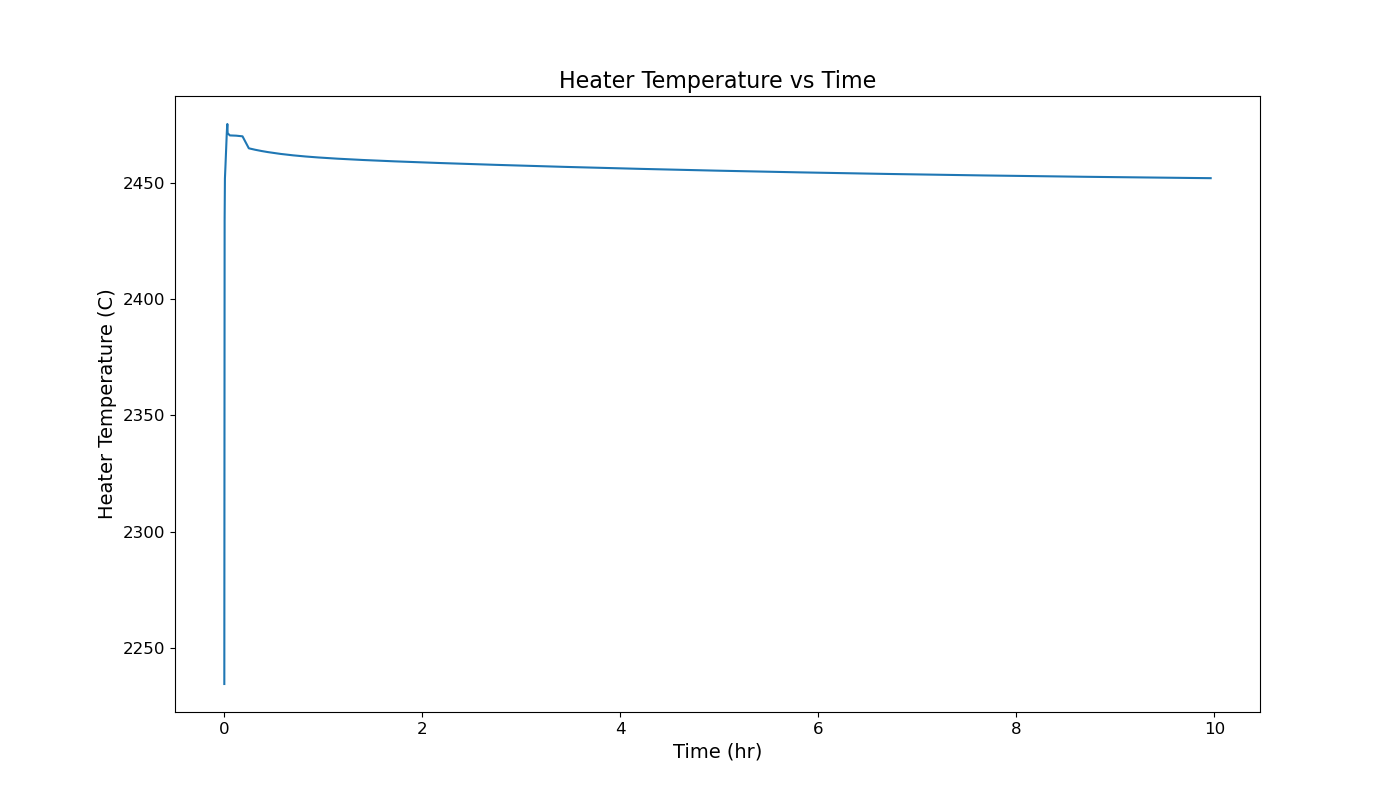 Heater Temperature vs Time
Heater Temperature (C)
2450
2400
2350
2300
2250
0 2 4 6 8 10
Time (hr)